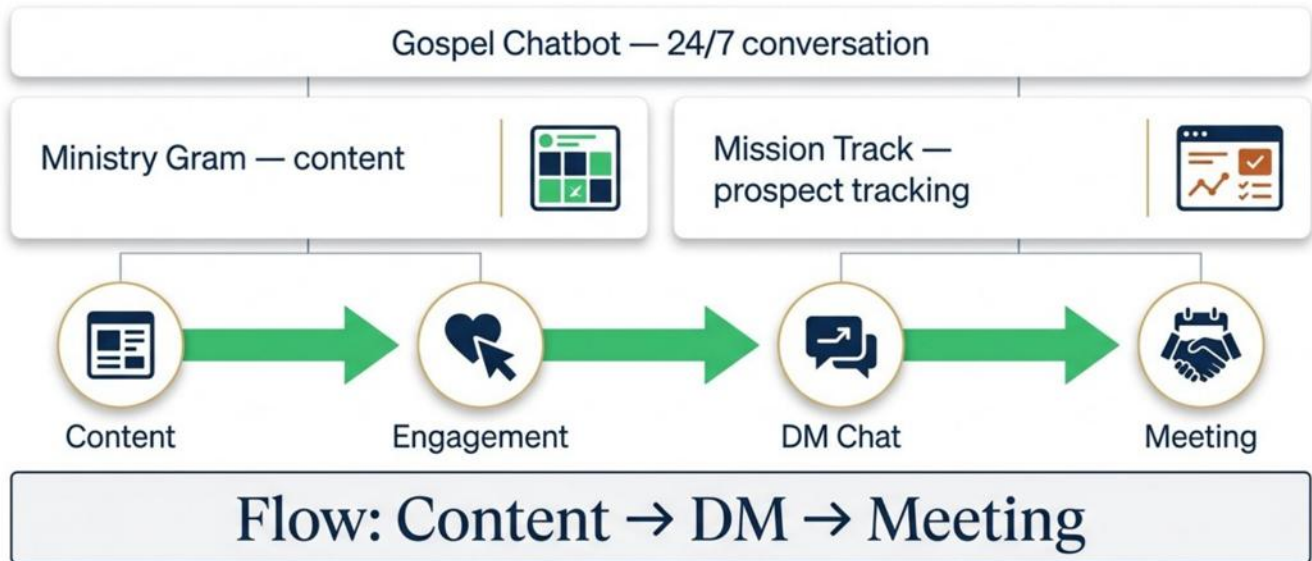 Gospel Chatbot — 24/7 conversation
Ministry Gram — content
Mission Track —
prospect tracking
Content
Engagement
DM Chat
Meeting
Flow: Content → DM → Meeting